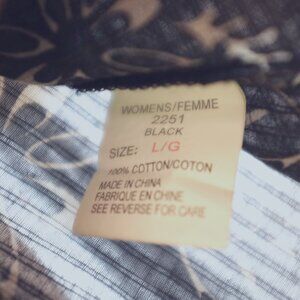 WOMENS/FEMME
2251
BLACK
SIZE: L/G
100% COTTON/COTON
MADE IN CHINA
FABRIQUE EN CHINE
SEE REVERSE FOR CARE